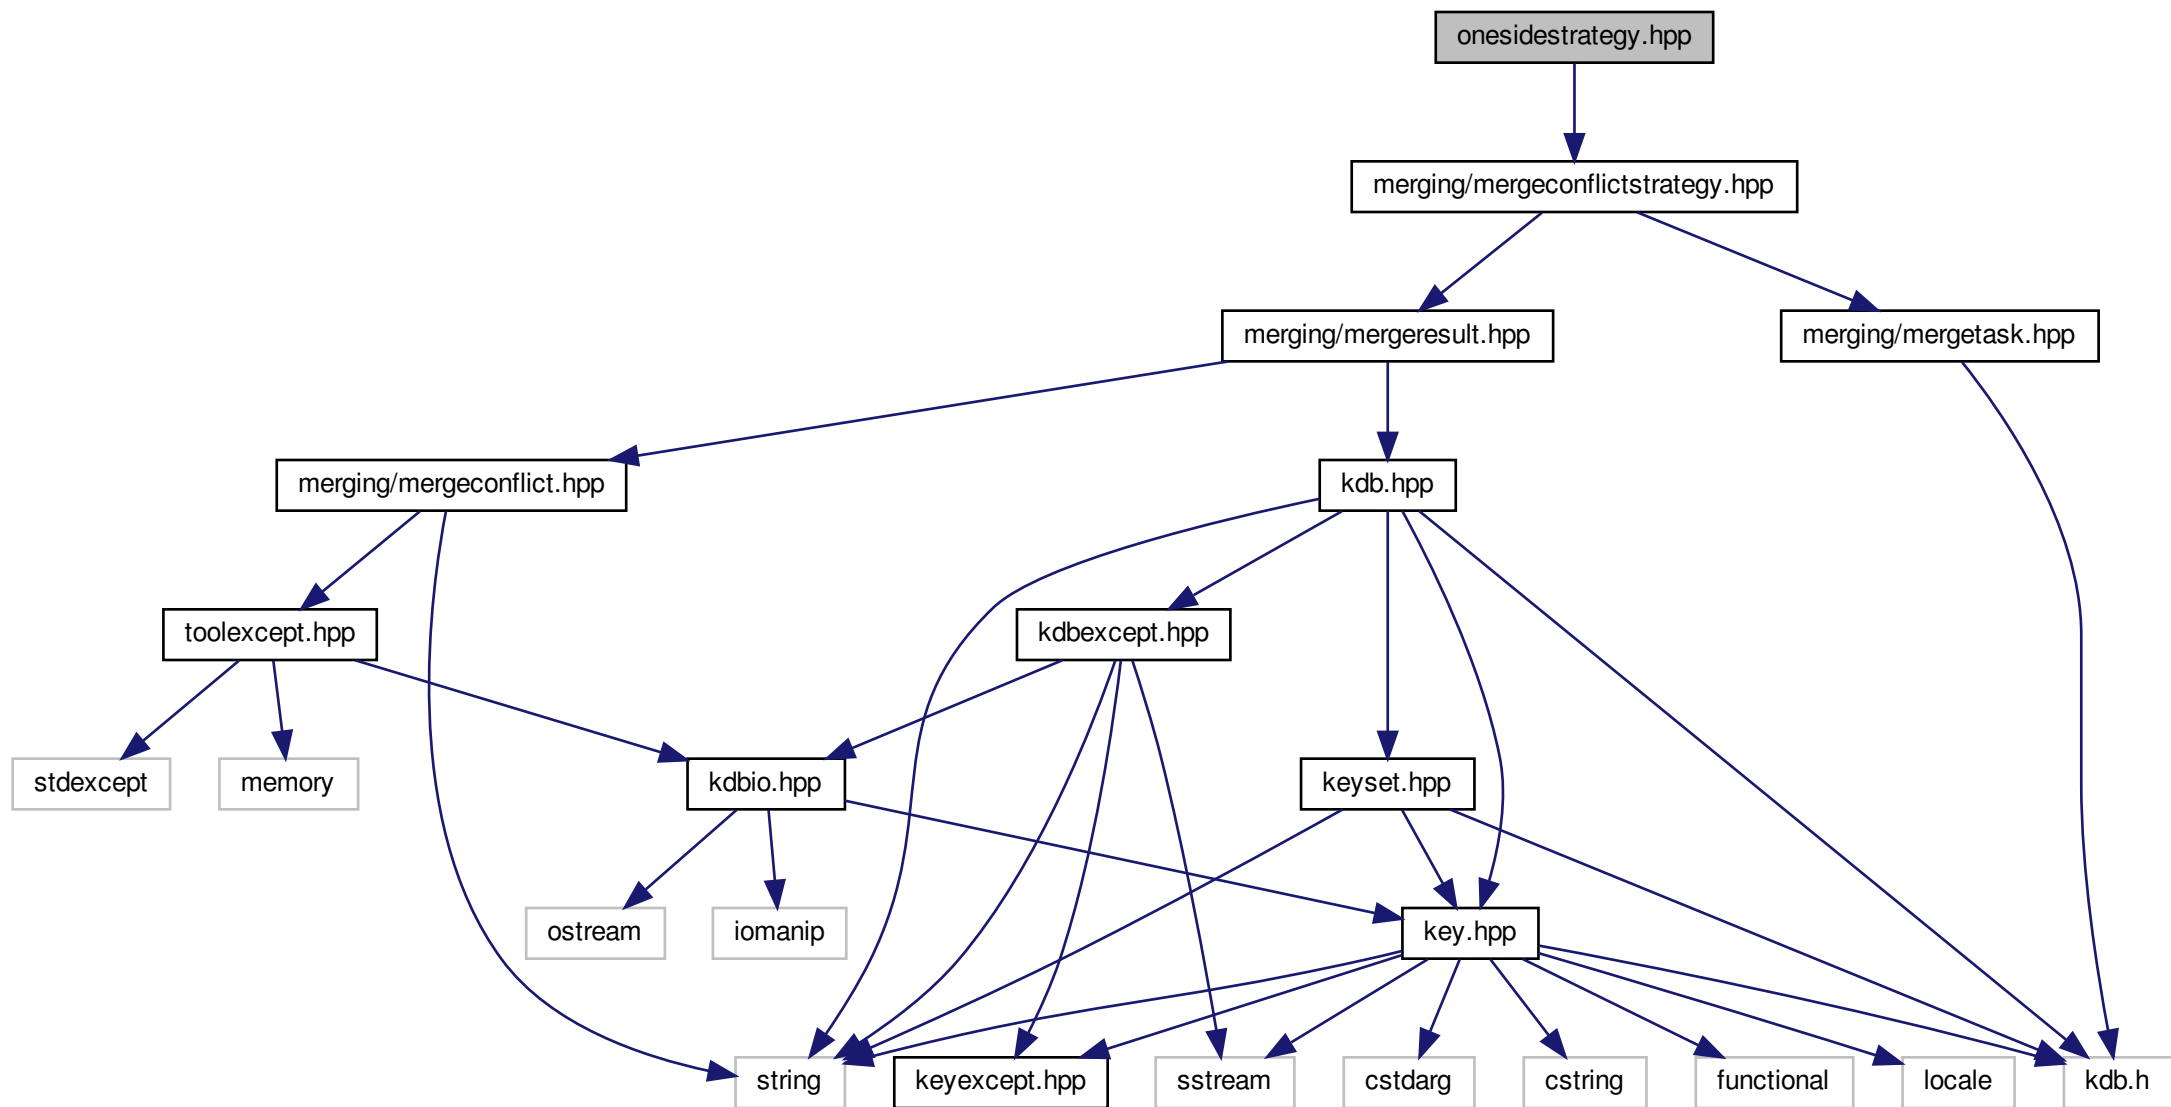 onesidestrategy.hpp
merging/mergeconflictstrategy.hpp
merging/mergeresult.hpp
merging/mergetask.hpp
merging/mergeconflict.hpp
kdb.hpp
toolexcept.hpp
kdbexcept.hpp
stdexcept
memory
kdbio.hpp
keyset.hpp
ostream
iomanip
key.hpp
string
keyexcept.hpp
sstream
cstdarg
cstring
functional
locale
kdb.h